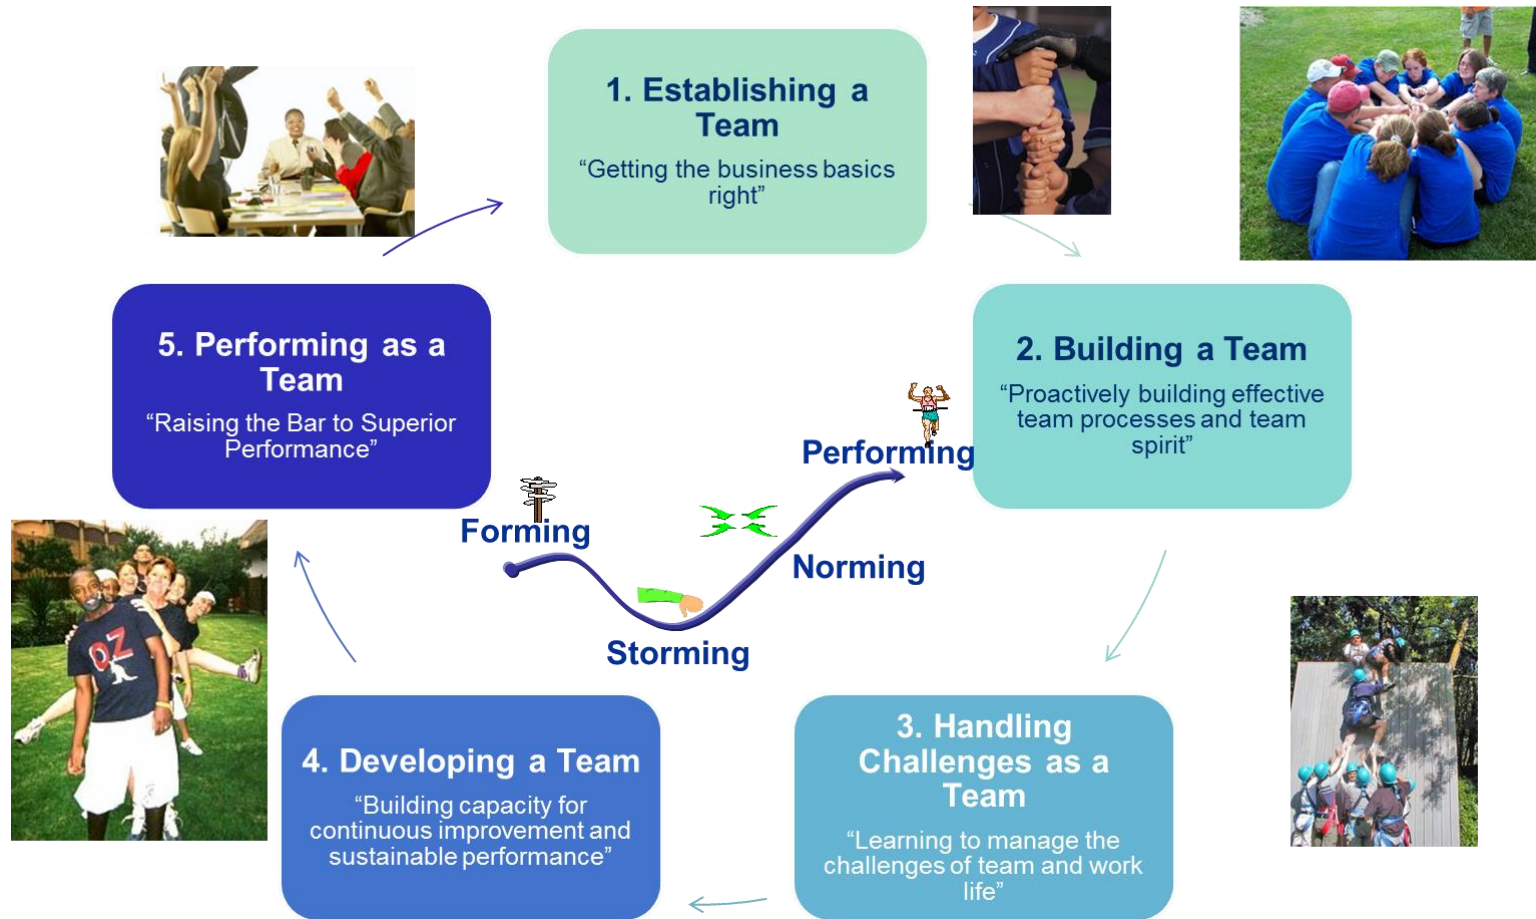 1. Establishing a
Team
“Getting the business basics
right”
2. Building a Team
“Proactively building effective
team processes and team
spirit”
3. Handling
Challenges as a
Team
“Learning to manage the
challenges of team and work
life”
4. Developing a Team
“Building capacity for
continuous improvement and
sustainable performance”
5. Performing as a
Team
“Raising the Bar to Superior
Performance”
Forming
Storming
Norming
Performing
OZ